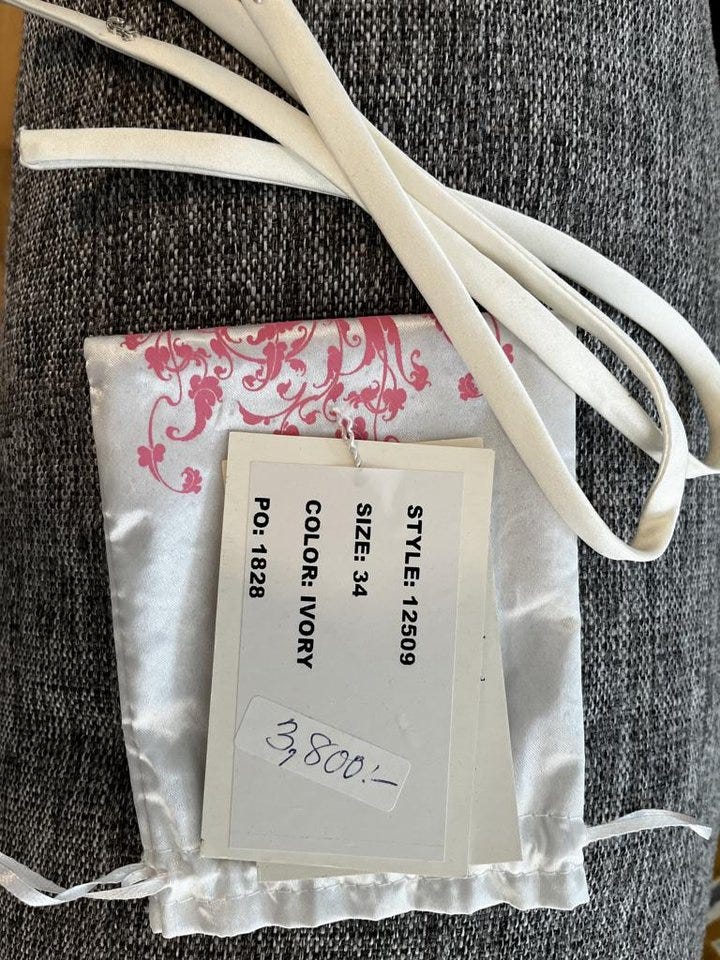 STYLE: 12509
SIZE: 34
COLOR: IVORY
PO: 1828
3,800:-